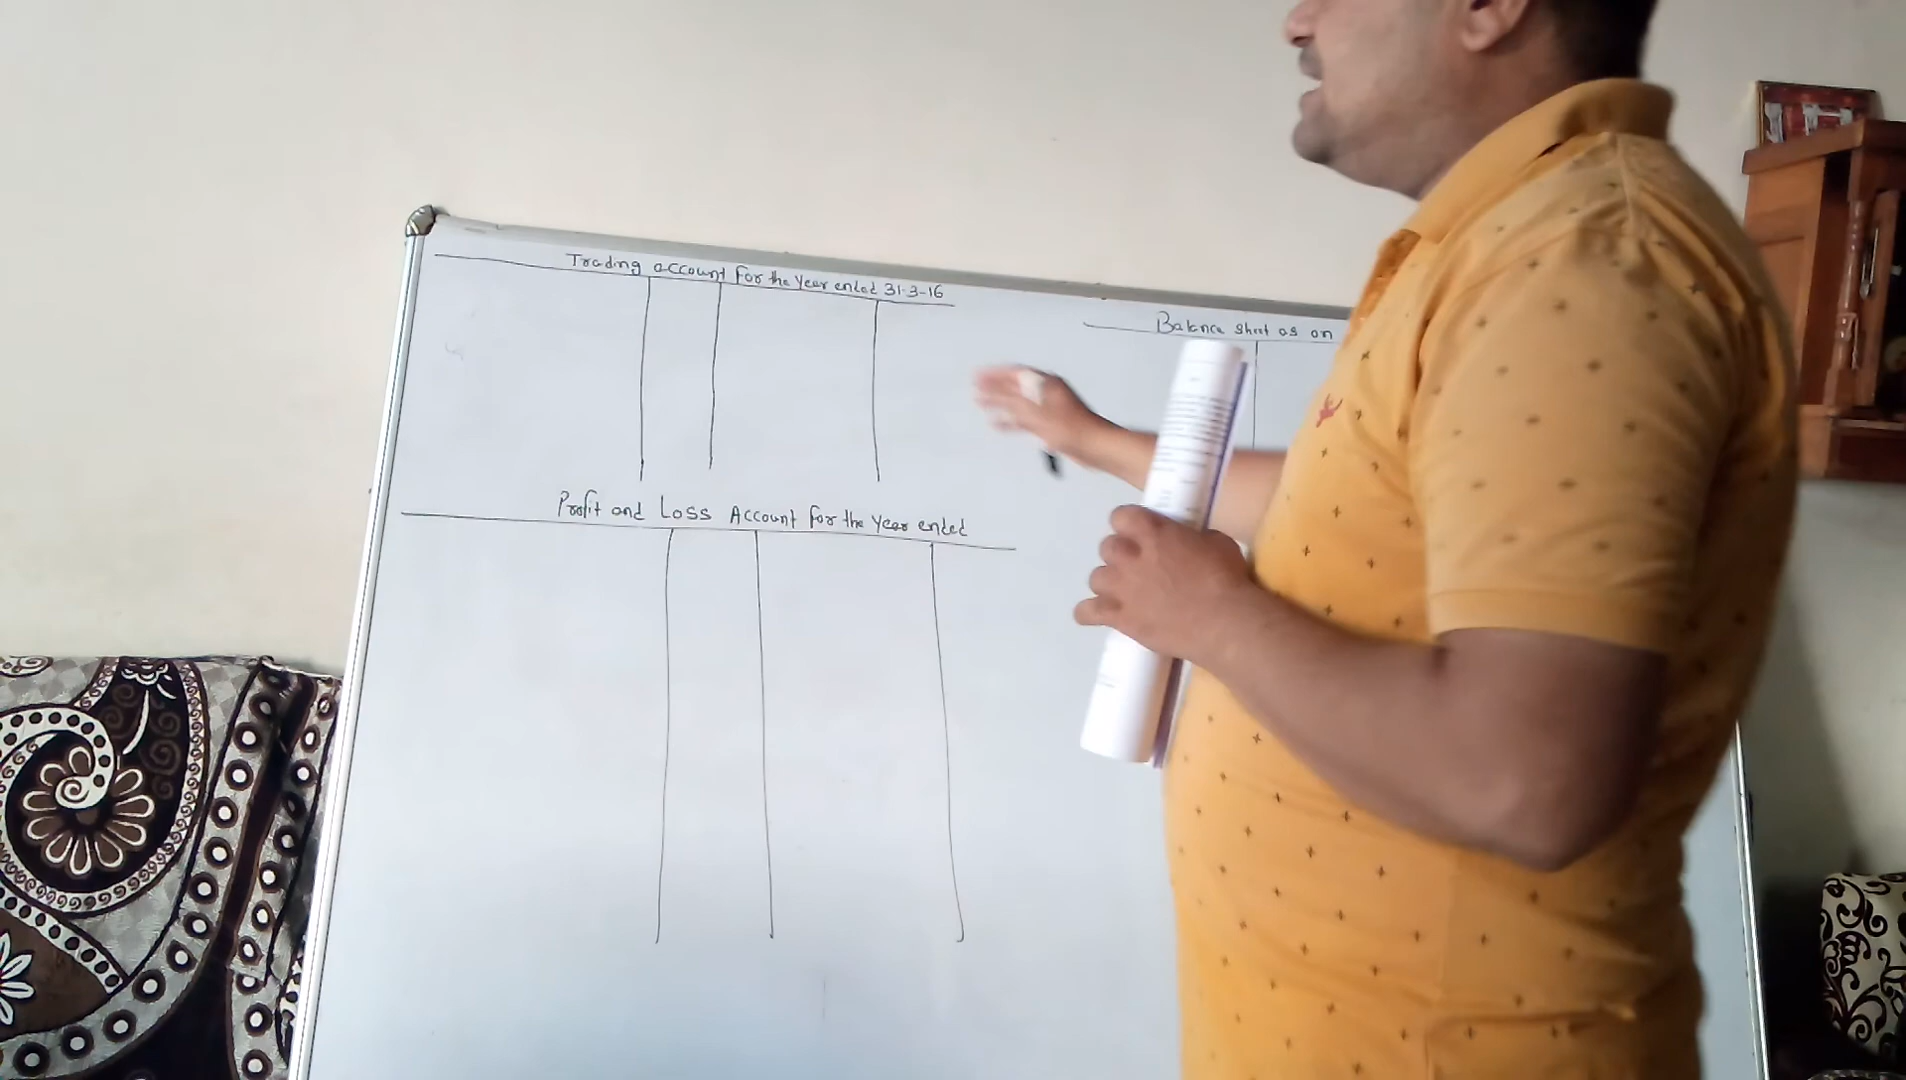 Trading account for the Year ended 31-3-16
Balance sheet as on
Profit and Loss Account for the Year ended